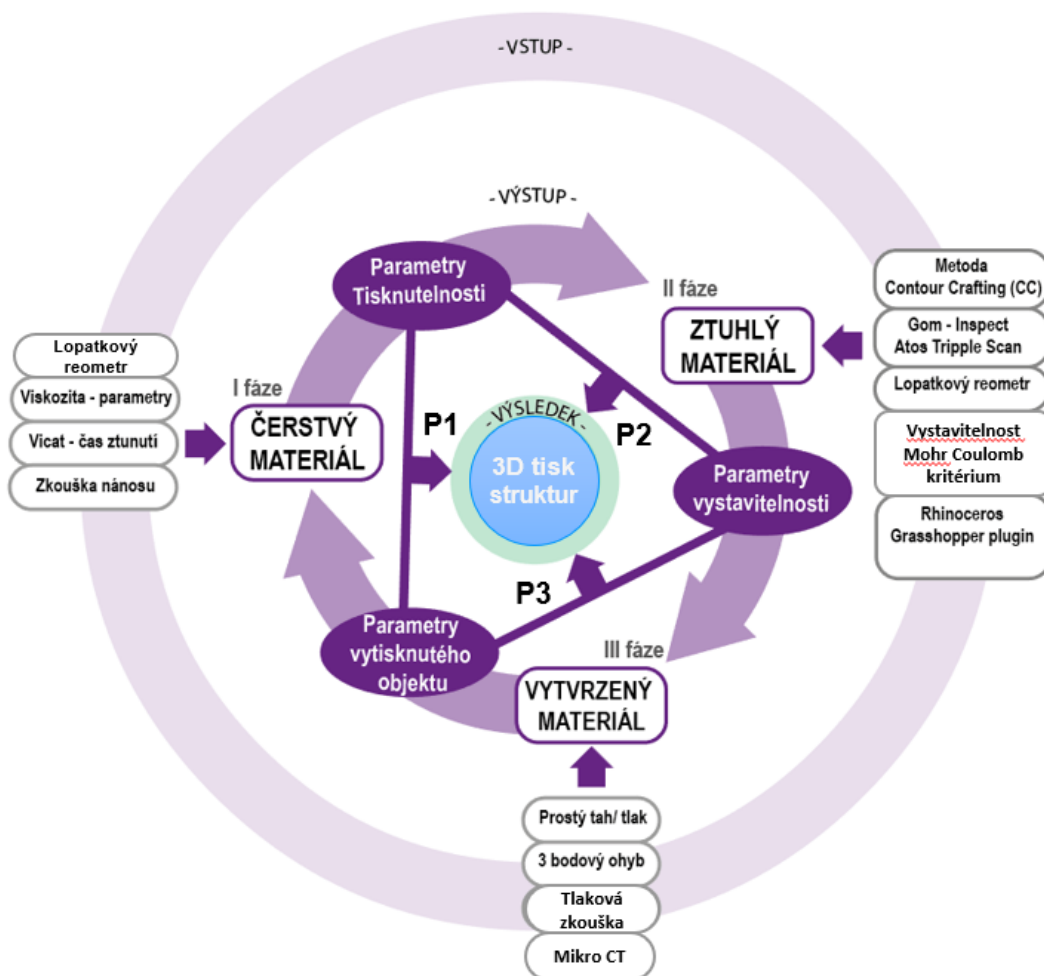 - VSTUP -
- VÝSTUP -
Parametry
Tisknutelnosti
II fáze
ZTUHLÝ
MATERIÁL
Metoda
Contour Crafting (CC)
Gom - Inspect
Atos Tripple Scan
Lopatkový reometr
Vystavitelnost
Mohr Coulomb
kritérium
Rhinoceros
Grasshopper plugin
Lopatkový
reometr
Viskozita - parametry
Vicat - čas ztunutí
Zkouška nánosu
I fáze
ČERSTVÝ
MATERIÁL
P1
- VÝSLEDEK -
3D tisk
struktur
P2
Parametry
vystavitelnosti
P3
Parametry
vytisknutého
objektu
III fáze
VYTVRZENÝ
MATERIÁL
Prostý tah/ tlak
3 bodový ohyb
Tlaková
zkouška
Mikro CT